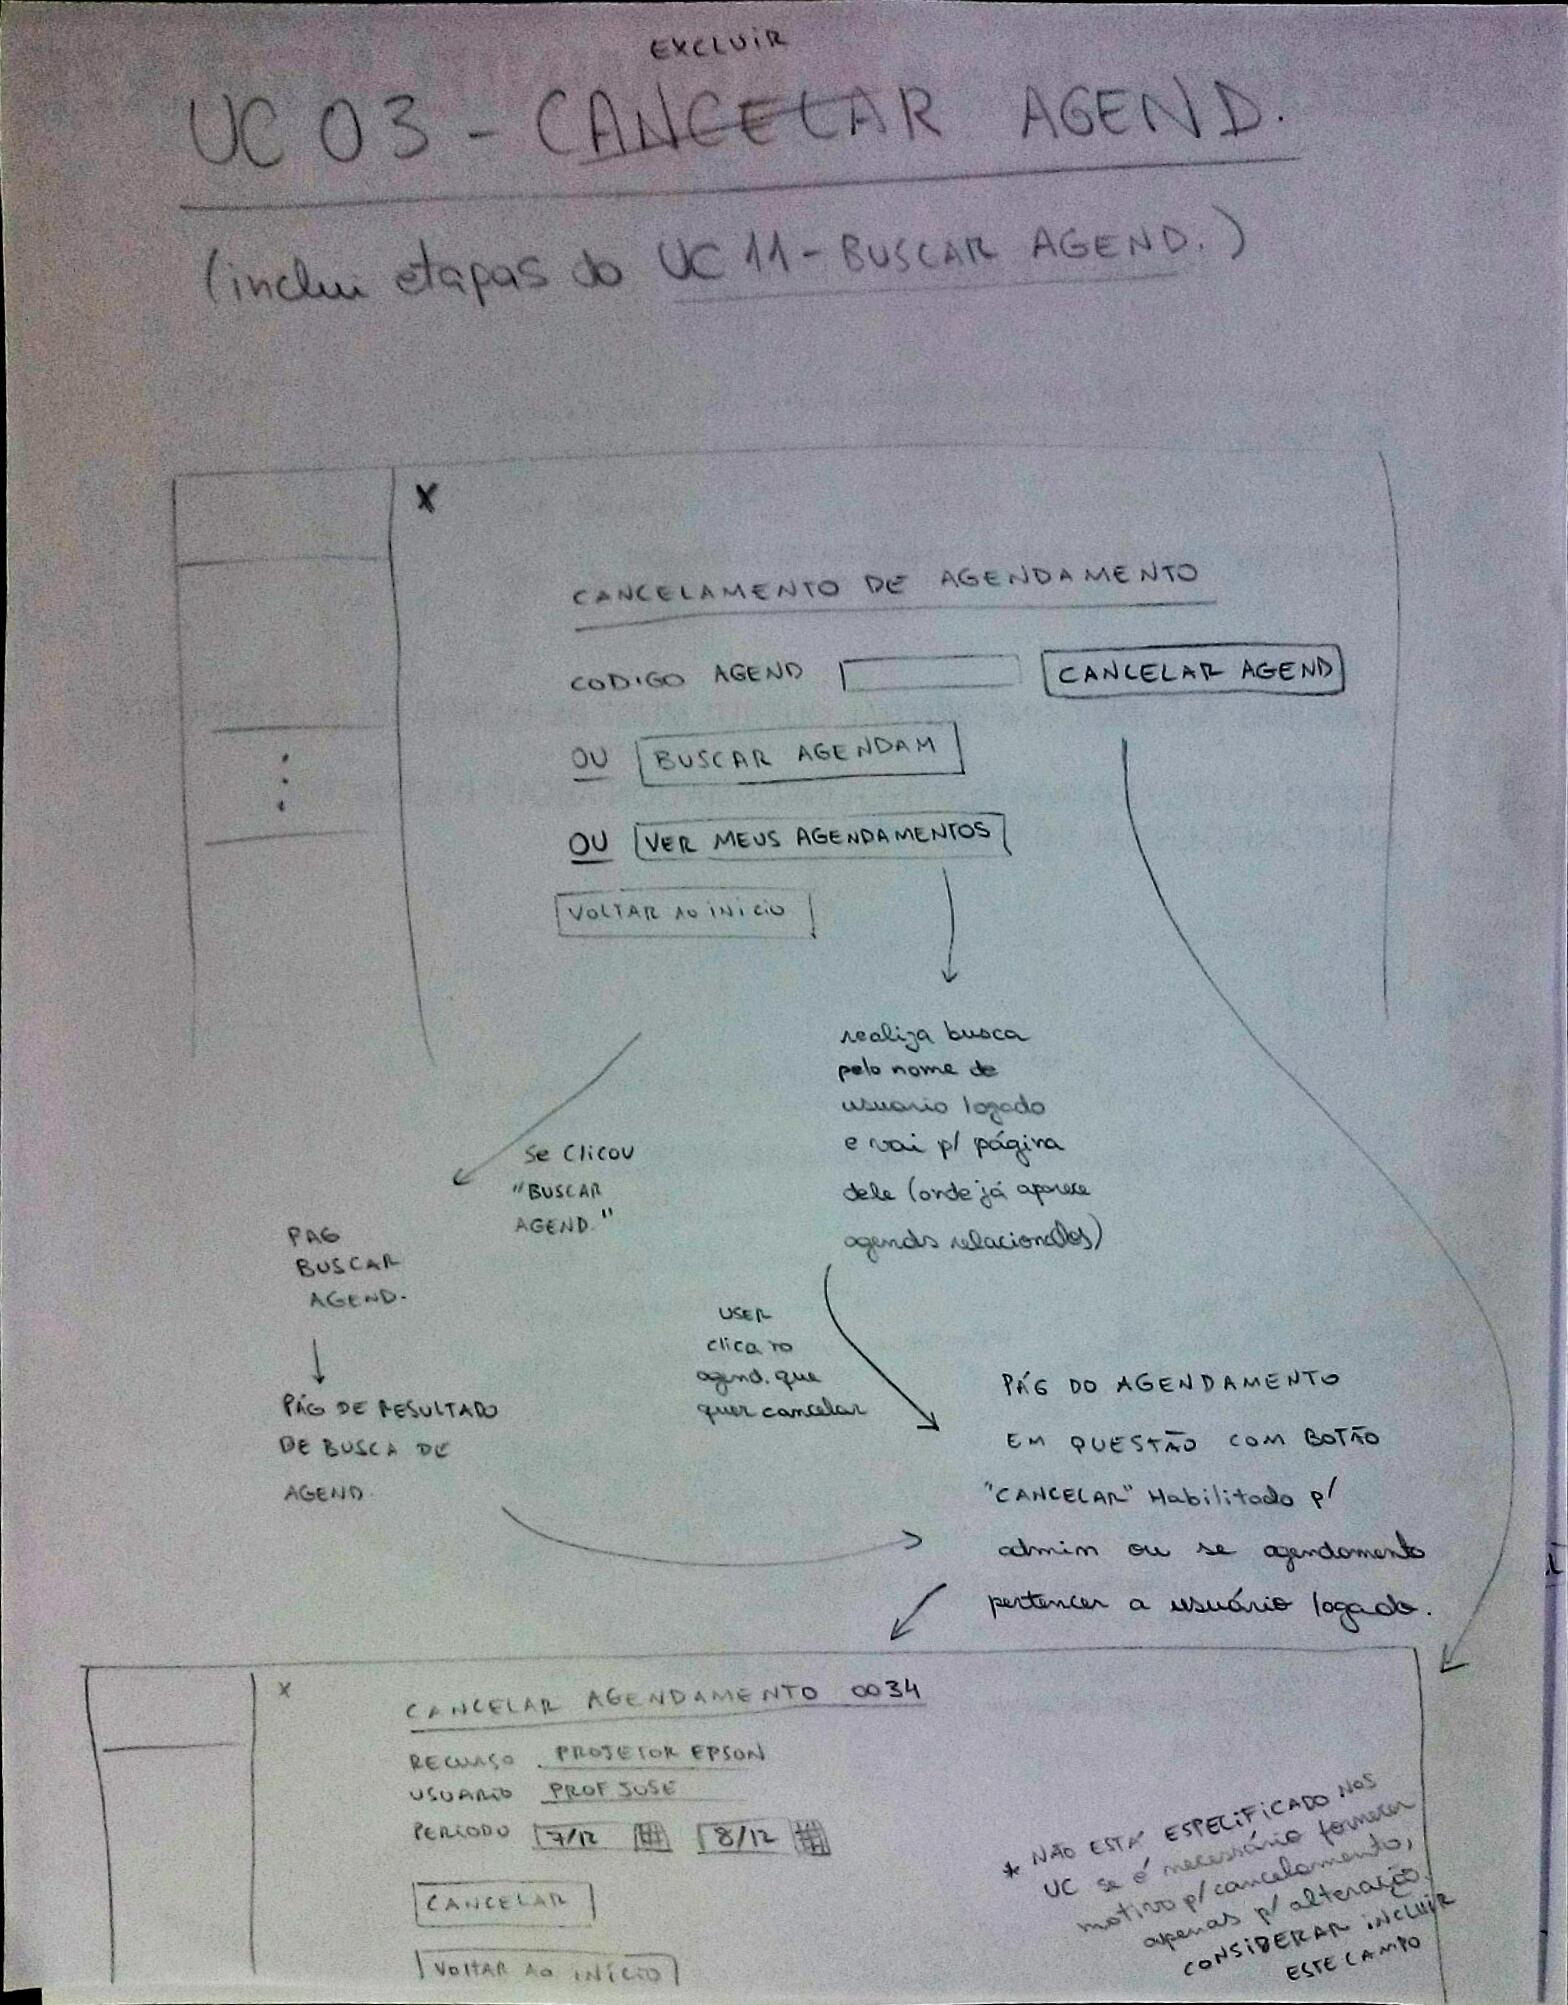 EXCLUIR
UC 03 - CANCELAR AGEND.
(inclui etapas do UC 11 - BUSCAR AGEND.)
X
CANCELAMENTO DE AGENDAMENTO
CODIGO AGEND
CANCELAR AGEND
OU BUSCAR AGENDAM
OU VER MEUS AGENDAMENTOS
VOLTAR AO INICIO
realiza busca
pelo nome de
usuario logado
e vai p/ página
dele (onde já aparece
agends relacionados)
Se CLICOU
"BUSCAR
AGEND."
PAG
BUSCAR
AGEND.
PÁG DE RESULTADO
DE BUSCA DE
AGEND.
USER
clica no
agend. que
quer cancelar
PÁG DO AGENDAMENTO
EM QUESTÃO COM BOTÃO
"CANCELAR" Habilitado p/
admin ou se agendamento
pertencer a usuário logado.
X
CANCELAR AGENDAMENTO 0034
RECURSO PROJETOR EPSON
USUARIO PROF JOSE
PERIODO 7/12 8/12
CANCELAR
VOLTAR AO INÍCIO
* NÃO ESTÁ ESPECIFICADO NOS
UC se é necessário fornecer
motivo p/ cancelamento,
apenas p/ alteração.
CONSIDERAR INCLUIR
ESTE CAMPO